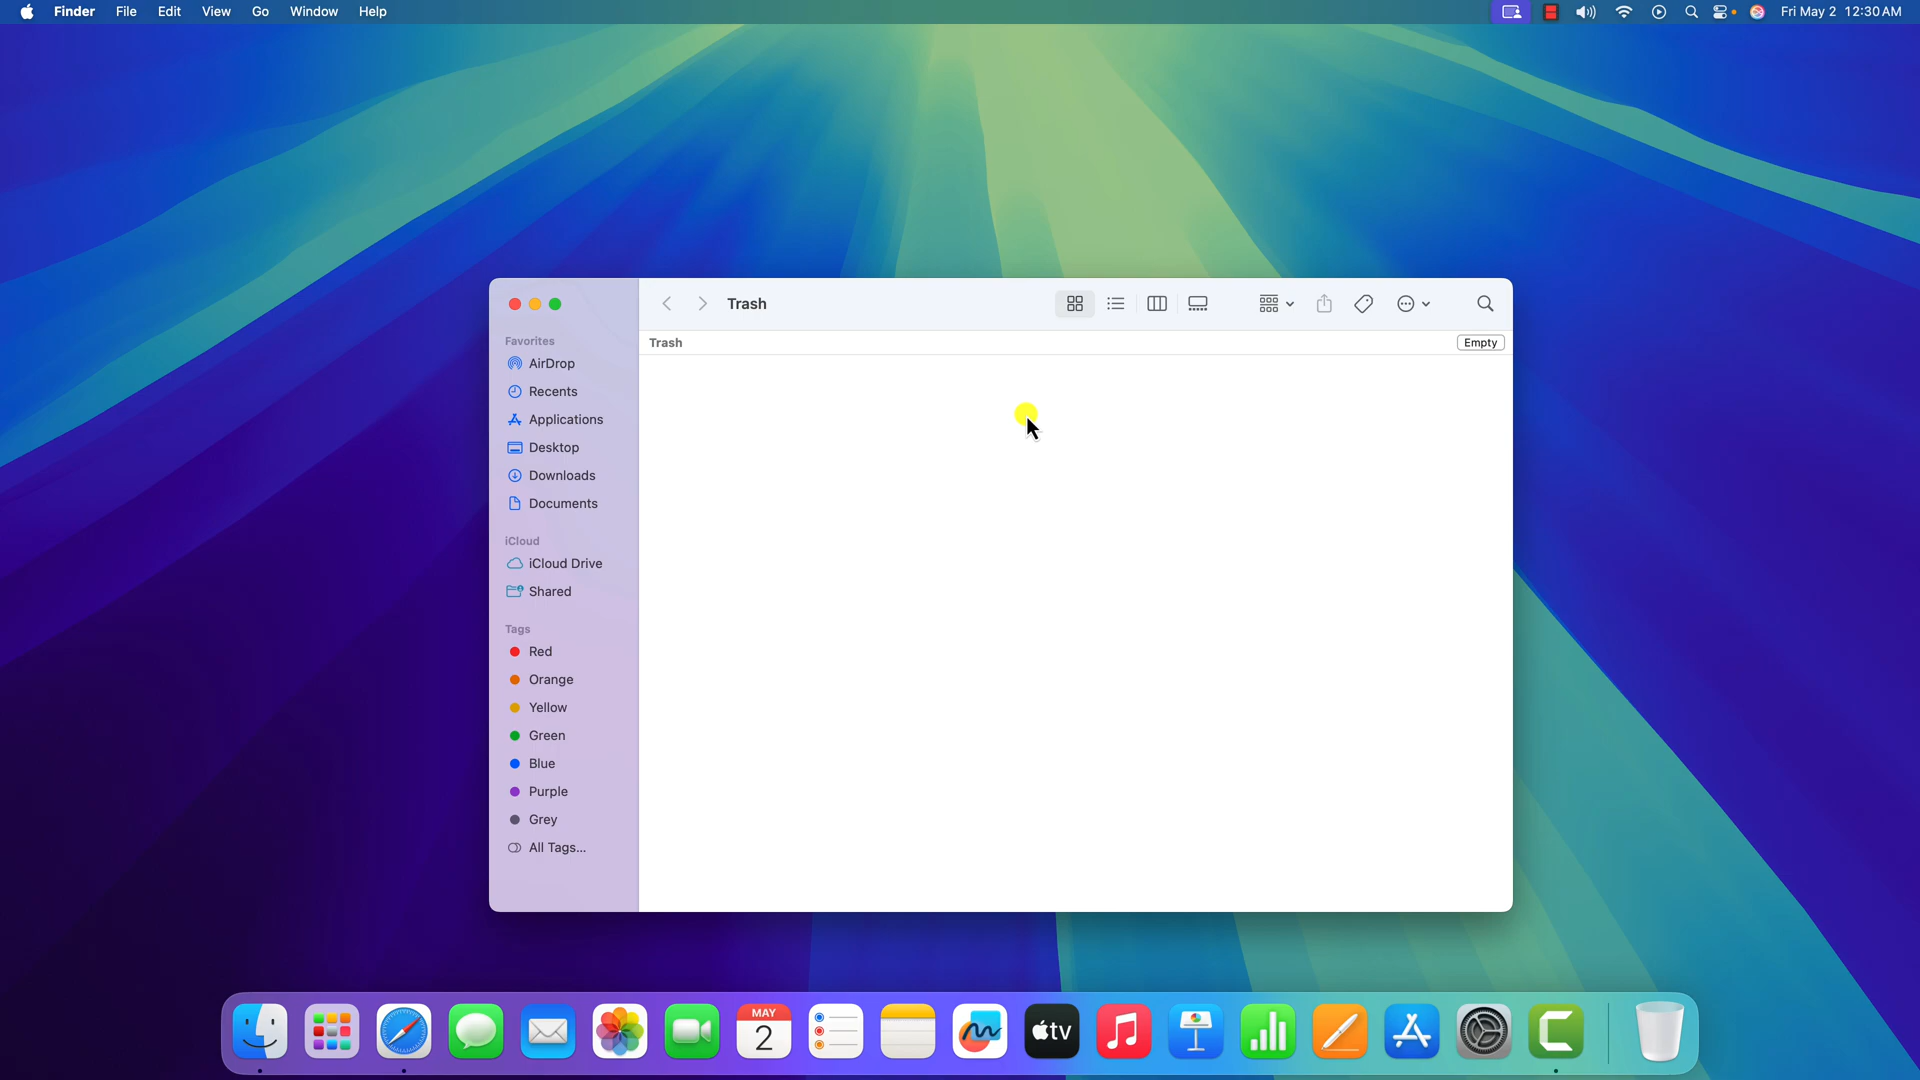 Finder File Edit View Go Window Help Fri May 2 12:30 AM
Trash
Trash Empty
Favorites
AirDrop
Recents
Applications
Desktop
Downloads
Documents
iCloud
iCloud Drive
Shared
Tags
Red
Orange
Yellow
Green
Blue
Purple
Grey
All Tags...
MAY
2
tv